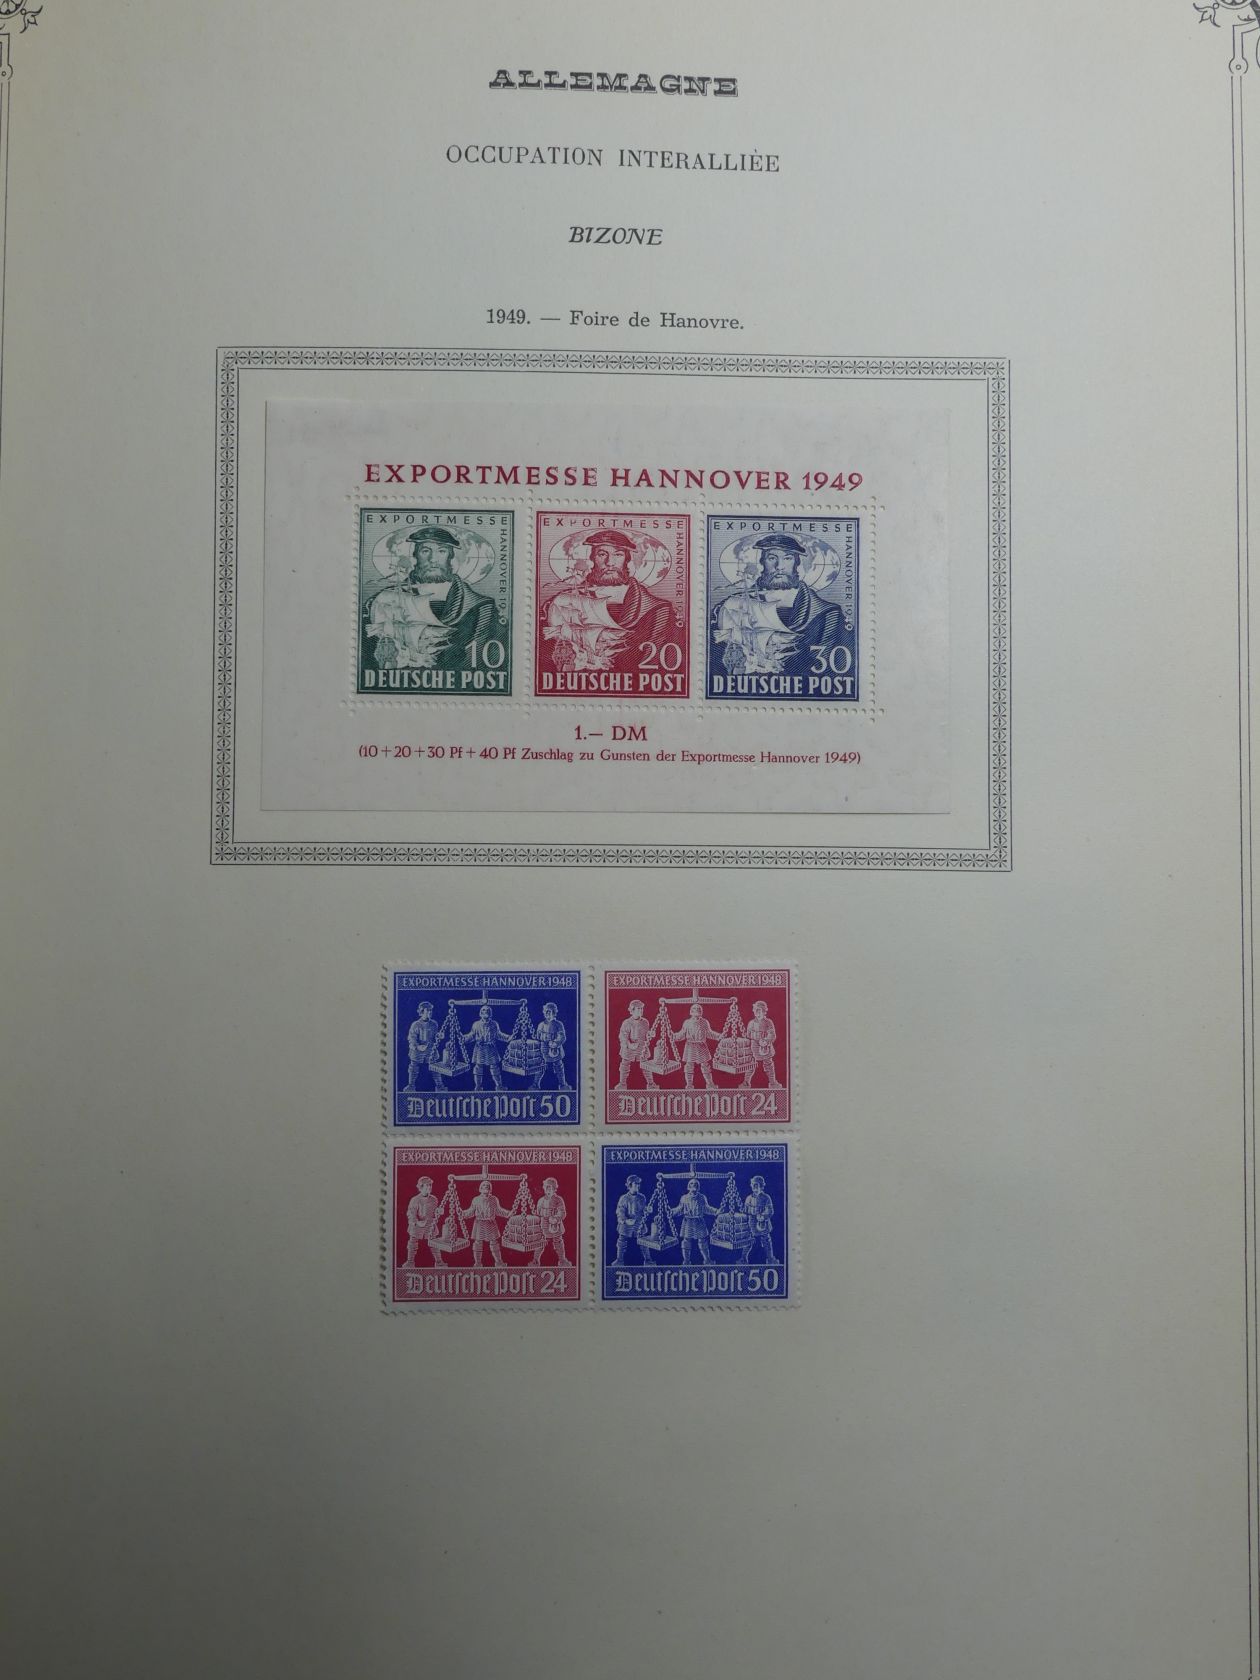 ALLEMAGNE
OCCUPATION INTERALLIÈE
BIZONE
1949. — Foire de Hanovre.
EXPORTMESSE HANNOVER 1949
EXPORTMESSE HANNOVER 1949
10
DEUTSCHE POST
EXPORTMESSE HANNOVER 1949
20
DEUTSCHE POST
EXPORTMESSE HANNOVER 1949
30
DEUTSCHE POST
1.— DM
(10+20+30 Pf+40 Pf Zuschlag zu Gunsten der Exportmesse Hannover 1949)
EXPORTMESSE·HANNOVER 1948
Deutsche Post 50
EXPORTMESSE·HANNOVER 1948
Deutsche Post 24
EXPORTMESSE·HANNOVER 1948
Deutsche Post 24
EXPORTMESSE·HANNOVER 1948
Deutsche Post 50